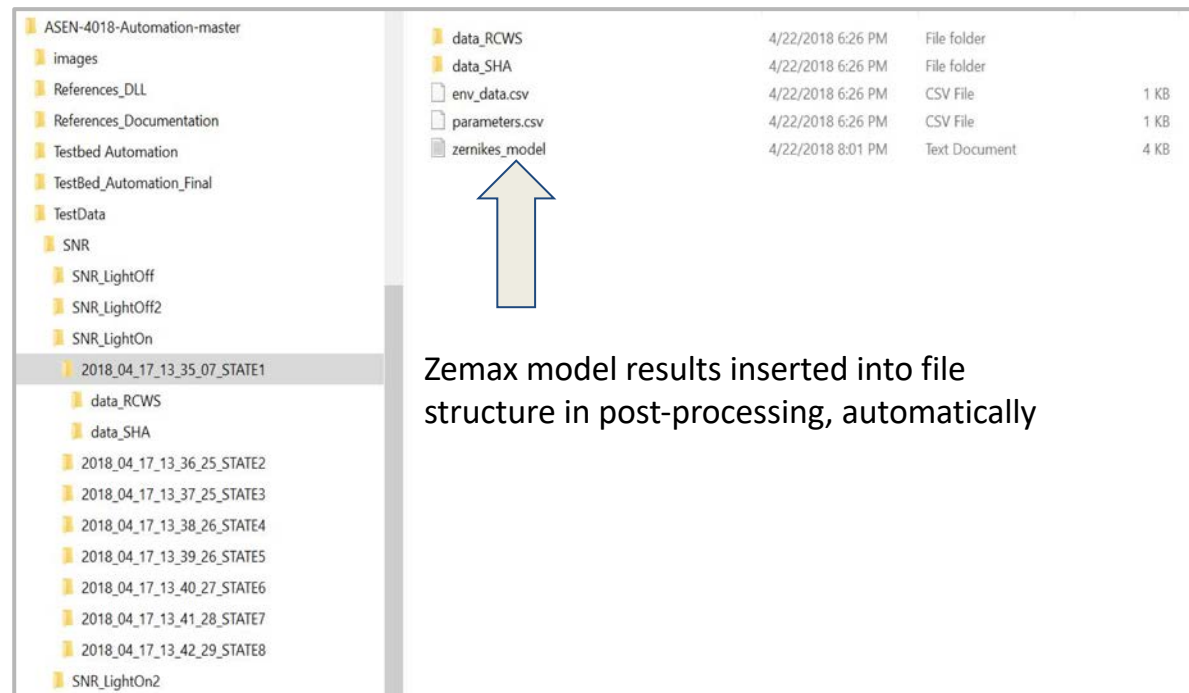 ASEN-4018-Automation-master
images
References_DLL
References_Documentation
Testbed Automation
TestBed_Automation_Final
TestData
SNR
SNR_LightOff
SNR_LightOff2
SNR_LightOn
2018_04_17_13_35_07_STATE1
data_RCWS
data_SHA
2018_04_17_13_36_25_STATE2
2018_04_17_13_37_25_STATE3
2018_04_17_13_38_26_STATE4
2018_04_17_13_39_26_STATE5
2018_04_17_13_40_27_STATE6
2018_04_17_13_41_28_STATE7
2018_04_17_13_42_29_STATE8
SNR_LightOn2
data_RCWS 4/22/2018 6:26 PM File folder
data_SHA 4/22/2018 6:26 PM File folder
env_data.csv 4/22/2018 6:26 PM CSV File 1 KB
parameters.csv 4/22/2018 6:26 PM CSV File 1 KB
zernikes_model 4/22/2018 8:01 PM Text Document 4 KB
Zemax model results inserted into file
structure in post-processing, automatically